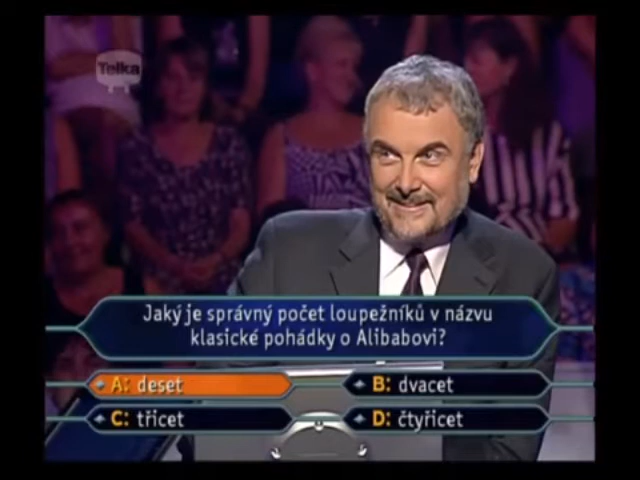 Telka
Jaký je správný počet loupežníků v názvu
klasické pohádky o Alibabovi?
A: deset
B: dvacet
C: třicet
D: čtyřicet